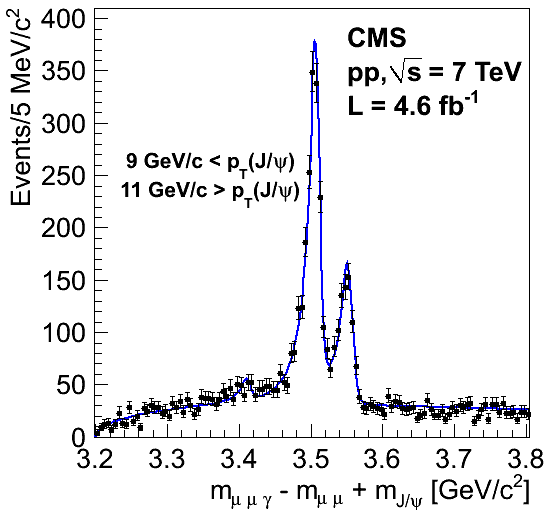 CMS
pp, √s = 7 TeV
L = 4.6 fb⁻¹
9 GeV/c < p_T(J/ψ)
11 GeV/c > p_T(J/ψ)
Events/5 MeV/c²
400
350
300
250
200
150
100
50
0
3.2 3.3 3.4 3.5 3.6 3.7 3.8
m_μμγ - m_μμ + m_J/ψ [GeV/c²]